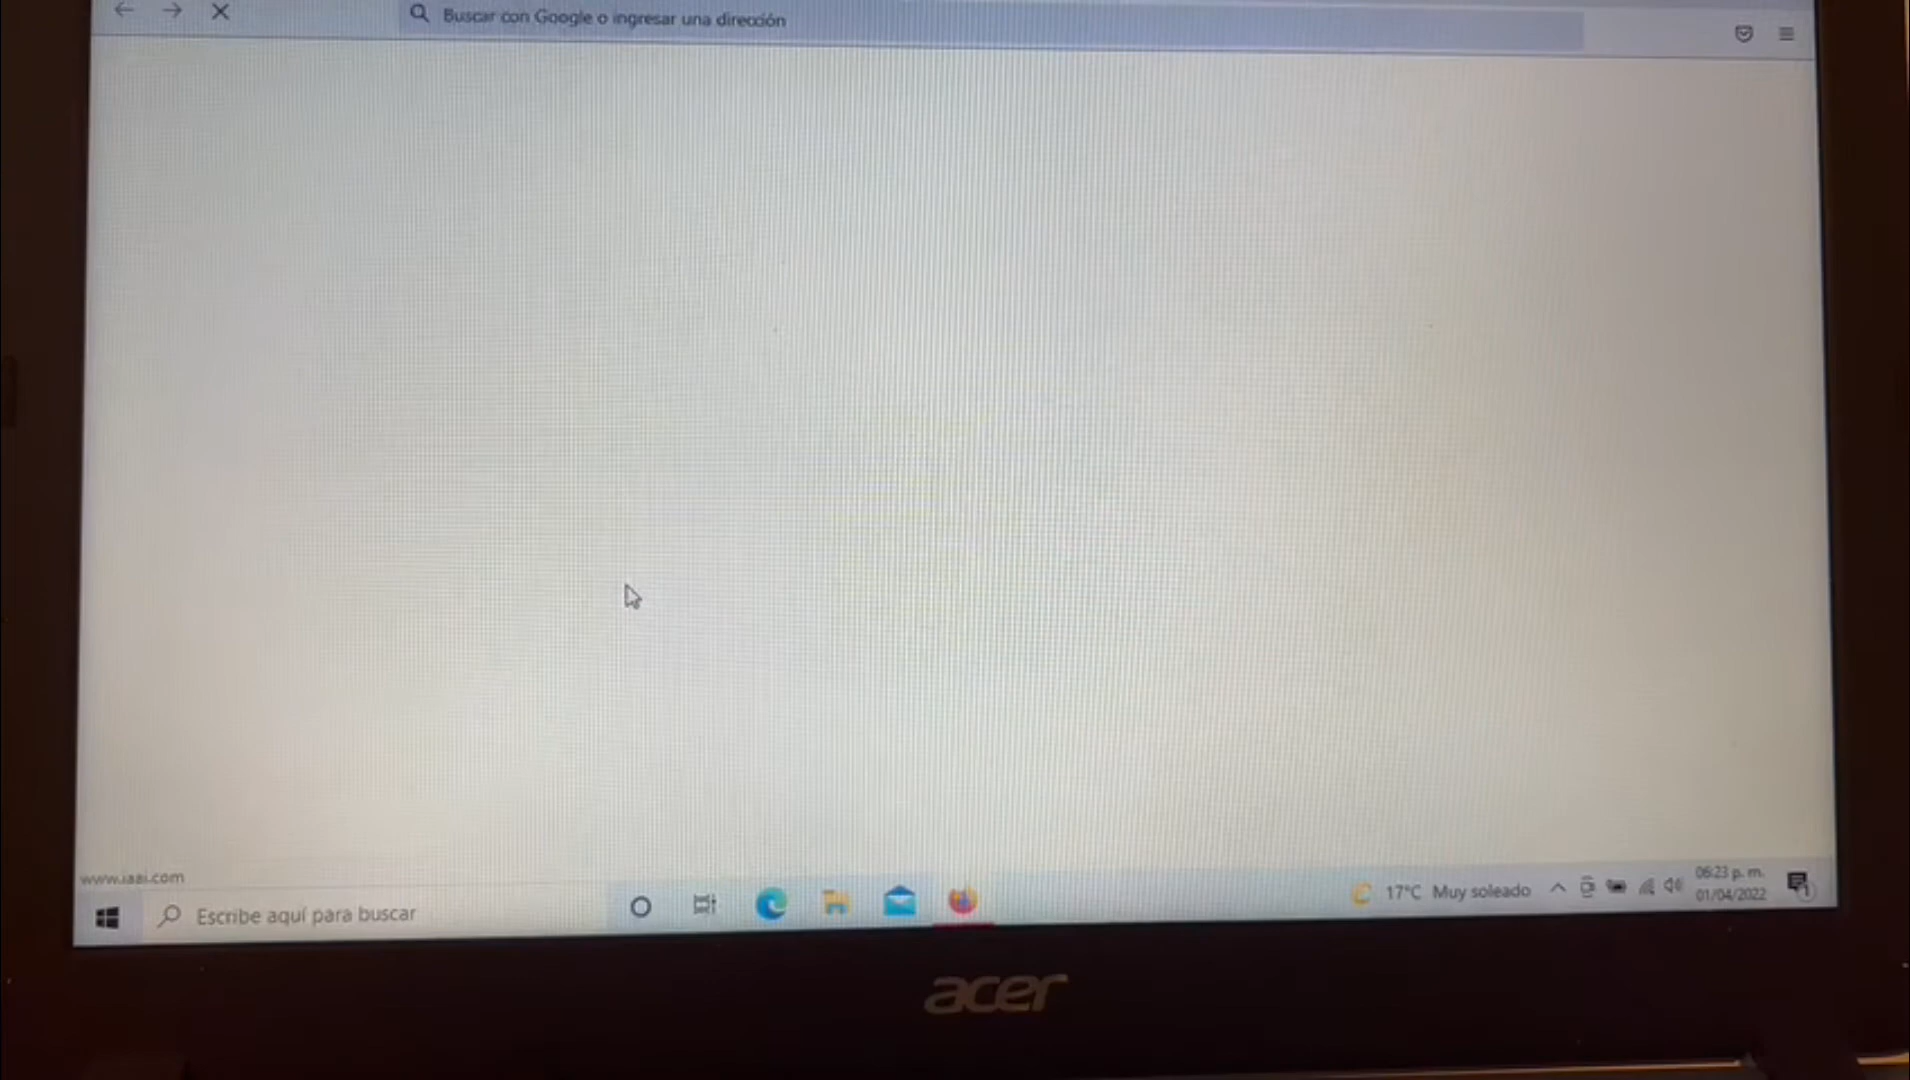 Buscar con Google o ingresar una dirección
www.iaai.com
Escribe aquí para buscar
17°C Muy soleado
06:23 p. m.
01/04/2022
1
acer